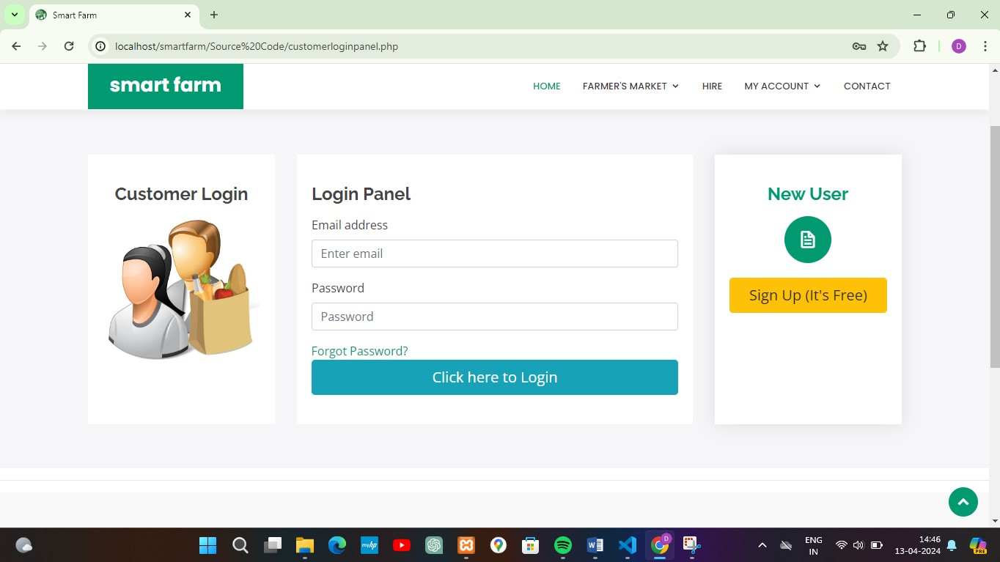 Smart Farm
localhost/smartfarm/Source%20Code/customerloginpanel.php
D
smart farm
HOME FARMER'S MARKET HIRE MY ACCOUNT CONTACT
Customer Login
Login Panel
Email address
Enter email
Password
Password
Forgot Password?
Click here to Login
New User
Sign Up (It's Free)
myhp
D
ENG
IN
14:46
13-04-2024
PRE